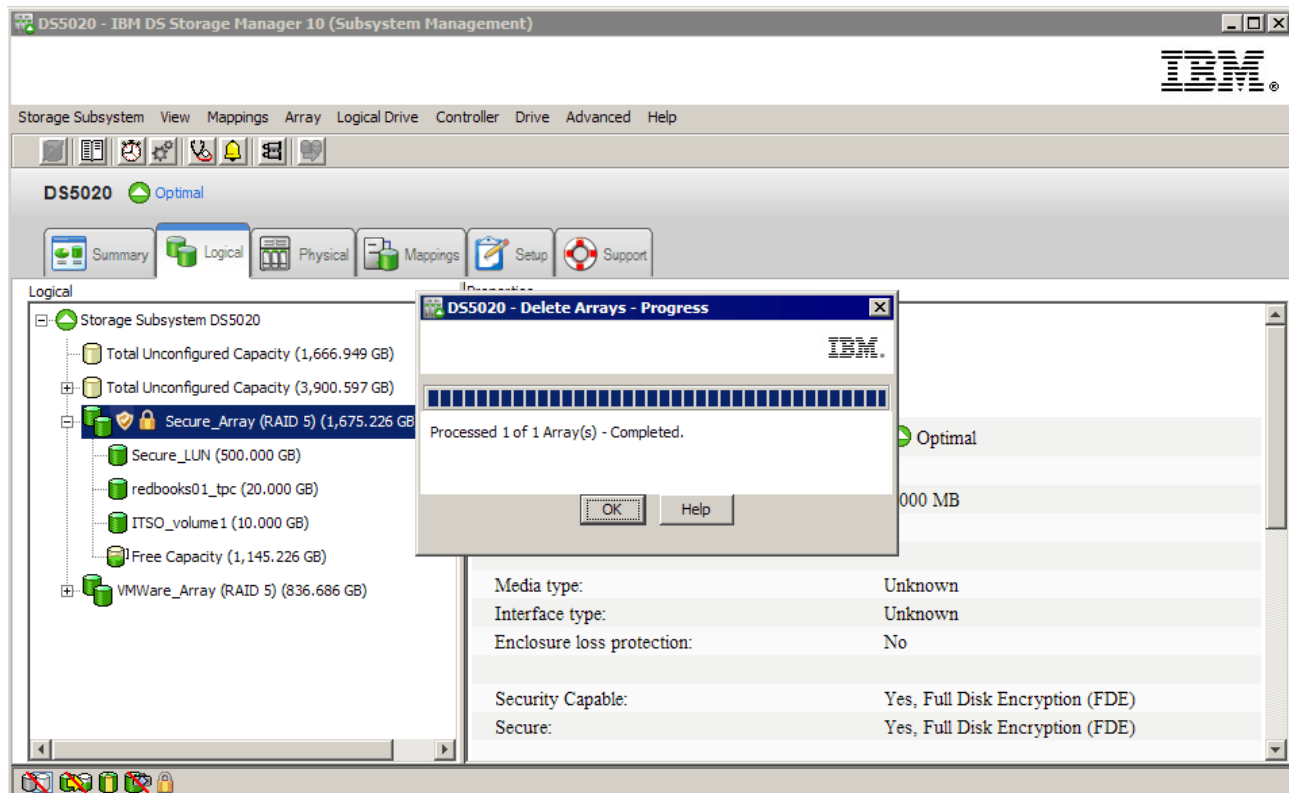 DS5020 - IBM DS Storage Manager 10 (Subsystem Management)
IBM®
Storage Subsystem View Mappings Array Logical Drive Controller Drive Advanced Help
DS5020 Optimal
Summary Logical Physical Mappings Setup Support
Logical
Properties
Storage Subsystem DS5020
Total Unconfigured Capacity (1,666.949 GB)
Total Unconfigured Capacity (3,900.597 GB)
Secure_Array (RAID 5) (1,675.226 GB
Secure_LUN (500.000 GB)
redbooks01_tpc (20.000 GB)
ITSO_volume1 (10.000 GB)
Free Capacity (1,145.226 GB)
VMWare_Array (RAID 5) (836.686 GB)
DS5020 - Delete Arrays - Progress
IBM.
Processed 1 of 1 Array(s) - Completed.
OK Help
Optimal
000 MB
Media type: Unknown
Interface type: Unknown
Enclosure loss protection: No
Security Capable: Yes, Full Disk Encryption (FDE)
Secure: Yes, Full Disk Encryption (FDE)